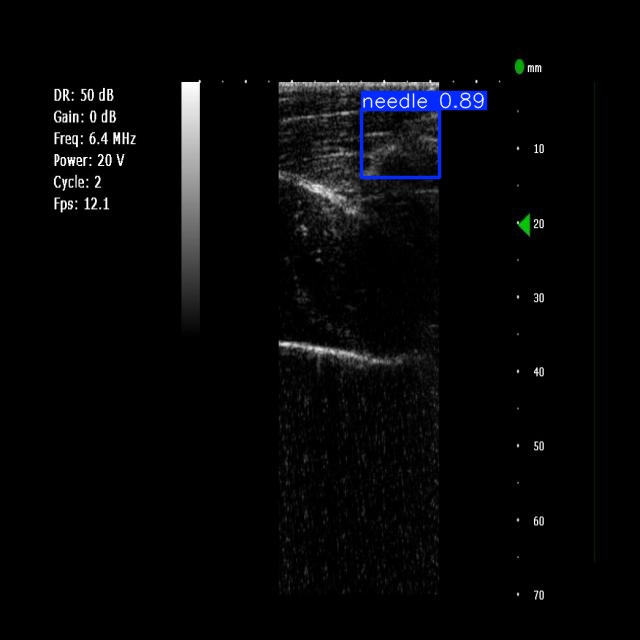 mm
DR: 50 dB
Gain: 0 dB
Freq: 6.4 MHz
Power: 20 V
Cycle: 2
Fps: 12.1
needle 0.89
10
20
30
40
50
60
70